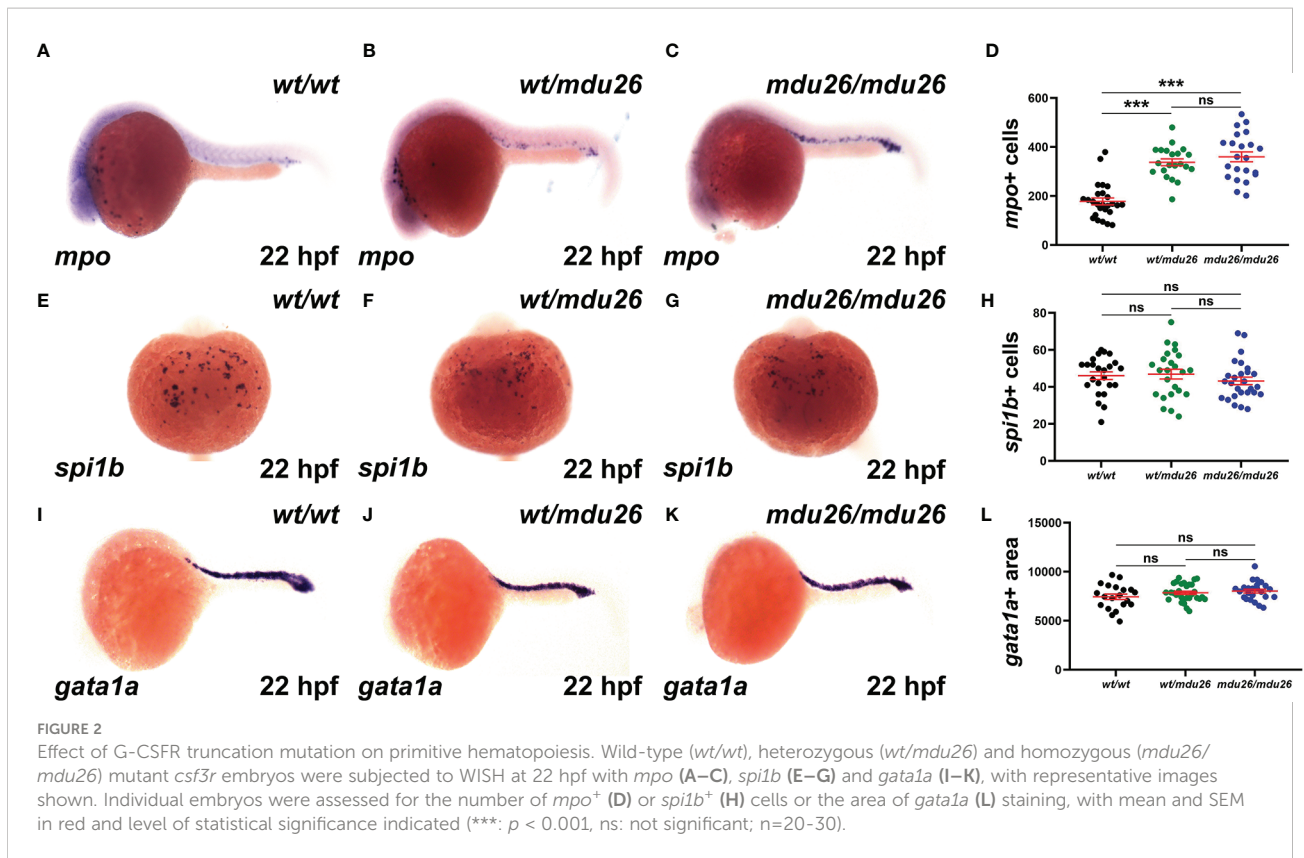 A
wt/wt
mpo
22 hpf
B
wt/mdu26
mpo
22 hpf
C
mdu26/mdu26
mpo
22 hpf
D
mpo+ cells
600
400
200
0
***
***
ns
wt/wt
wt/mdu26
mdu26/mdu26
E
wt/wt
spi1b
22 hpf
F
wt/mdu26
spi1b
22 hpf
G
mdu26/mdu26
spi1b
22 hpf
H
spi1b+ cells
80
60
40
20
0
ns
ns
ns
wt/wt
wt/mdu26
mdu26/mdu26
I
wt/wt
gata1a
22 hpf
J
wt/mdu26
gata1a
22 hpf
K
mdu26/mdu26
gata1a
22 hpf
L
gata1a+ area
15000
10000
5000
0
ns
ns
ns
wt/wt
wt/mdu26
mdu26/mdu26
FIGURE 2
Effect of G-CSFR truncation mutation on primitive hematopoiesis. Wild-type (wt/wt), heterozygous (wt/mdu26) and homozygous (mdu26/
mdu26) mutant csf3r embryos were subjected to WISH at 22 hpf with mpo (A–C), spi1b (E–G) and gata1a (I–K), with representative images
shown. Individual embryos were assessed for the number of mpo+ (D) or spi1b+ (H) cells or the area of gata1a (L) staining, with mean and SEM
in red and level of statistical significance indicated (***: p < 0.001, ns: not significant; n=20-30).